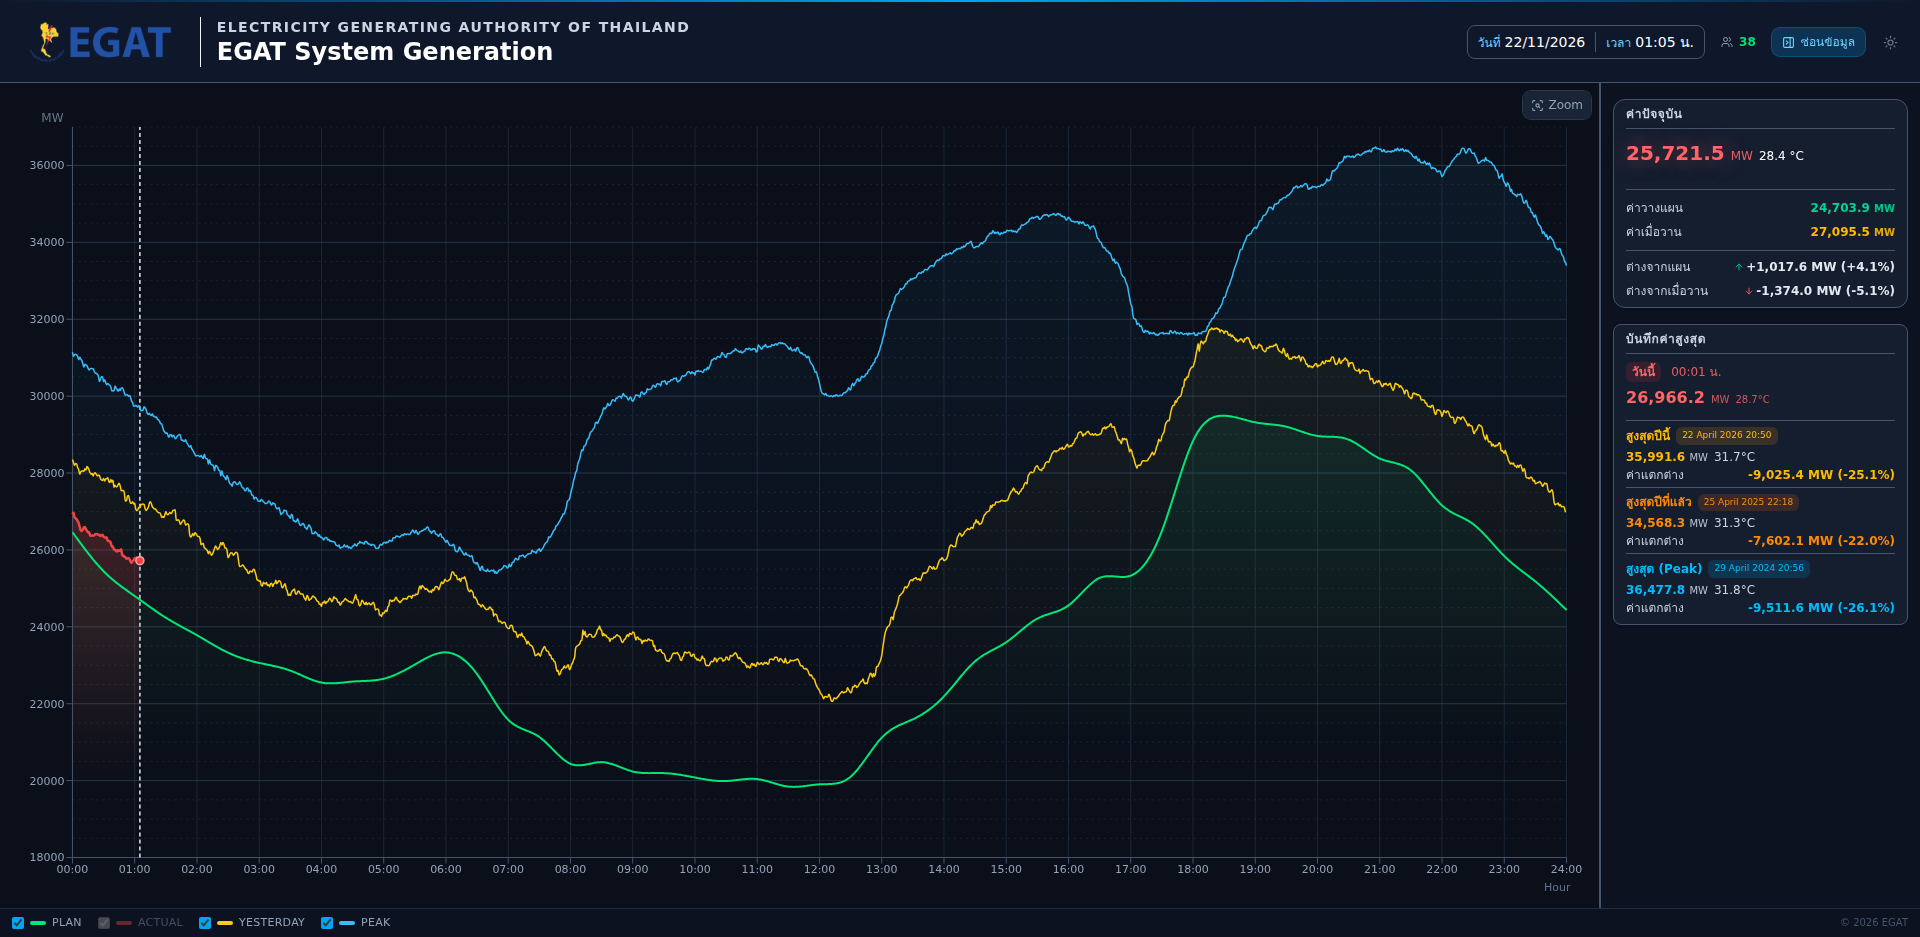 EGAT
ELECTRICITY GENERATING AUTHORITY OF THAILAND
EGAT System Generation
วันที่ 22/11/2026 เวลา 01:05 น.
38
ซ่อนข้อมูล
Zoom
MW
36000
34000
32000
30000
28000
26000
24000
22000
20000
18000
00:00 01:00 02:00 03:00 04:00 05:00 06:00 07:00 08:00 09:00 10:00 11:00 12:00 13:00 14:00 15:00 16:00 17:00 18:00 19:00 20:00 21:00 22:00 23:00 24:00
Hour
ค่าปัจจุบัน
25,721.5 MW 28.4 °C
ค่าวางแผน 24,703.9 MW
ค่าเมื่อวาน 27,095.5 MW
ต่างจากแผน ↑ +1,017.6 MW (+4.1%)
ต่างจากเมื่อวาน ↓ -1,374.0 MW (-5.1%)
บันทึกค่าสูงสุด
วันนี้ 00:01 น.
26,966.2 MW 28.7°C
สูงสุดปีนี้ 22 April 2026 20:50
35,991.6 MW 31.7°C
ค่าแตกต่าง -9,025.4 MW (-25.1%)
สูงสุดปีที่แล้ว 25 April 2025 22:18
34,568.3 MW 31.3°C
ค่าแตกต่าง -7,602.1 MW (-22.0%)
สูงสุด (Peak) 29 April 2024 20:56
36,477.8 MW 31.8°C
ค่าแตกต่าง -9,511.6 MW (-26.1%)
PLAN ACTUAL YESTERDAY PEAK
© 2026 EGAT